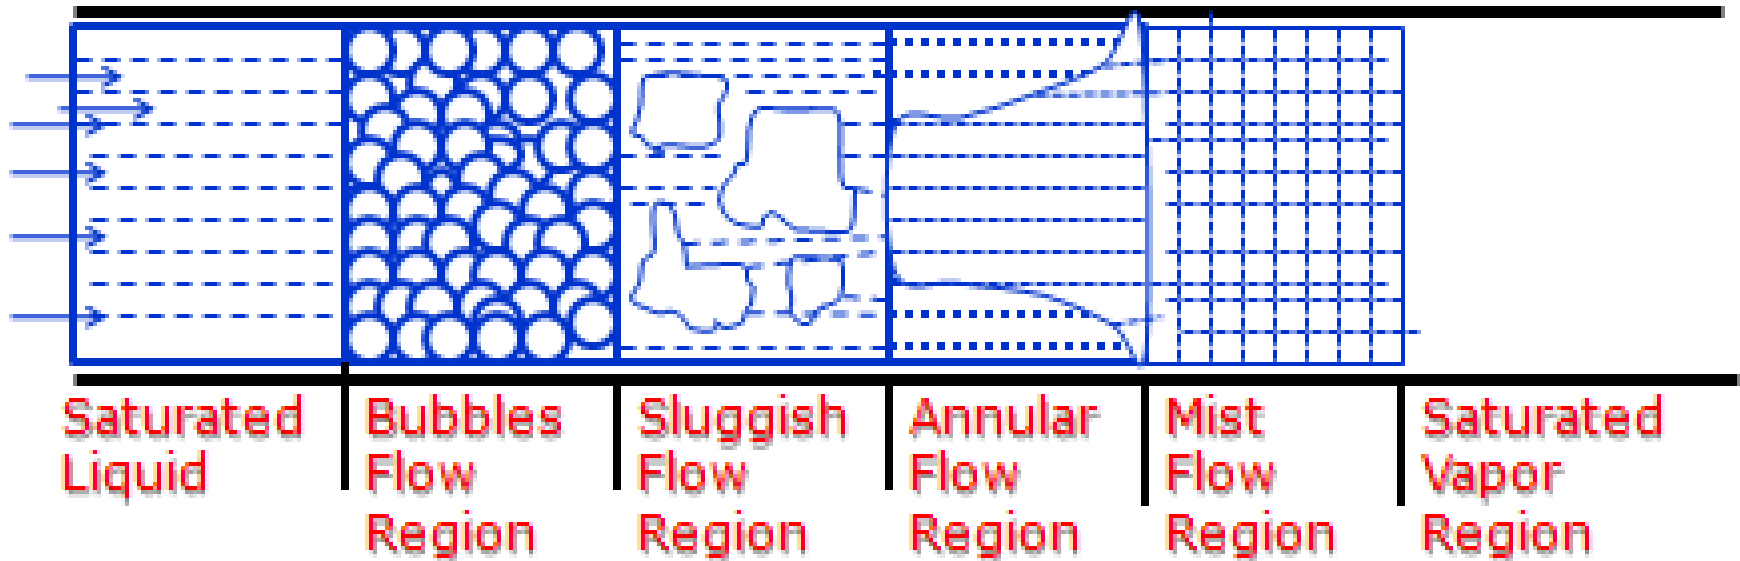 Saturated
Liquid
Bubbles
Flow
Region
Sluggish
Flow
Region
Annular
Flow
Region
Mist
Flow
Region
Saturated
Vapor
Region